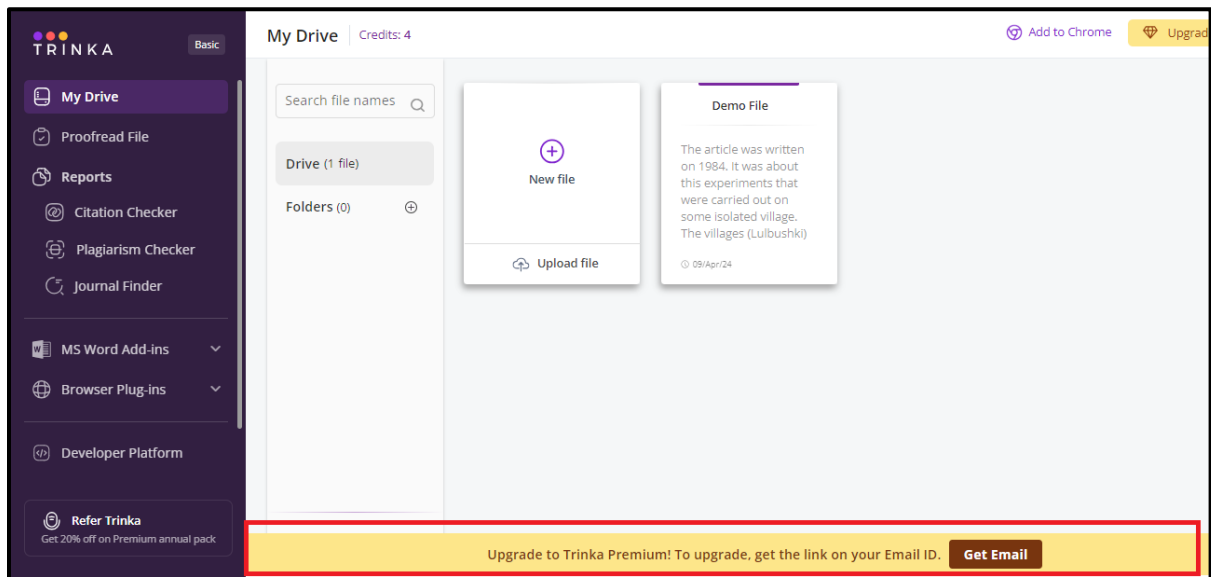 TRINKA
Basic
My Drive
Proofread File
Reports
Citation Checker
Plagiarism Checker
Journal Finder
W
MS Word Add-ins
Browser Plug-ins
Developer Platform
Refer Trinka
Get 20% off on Premium annual pack
My Drive Credits: 4
Add to Chrome
Upgrad
Search file names
Drive (1 file)
Folders (0)
New file
Upload file
Demo File
The article was written
on 1984. It was about
this experiments that
were carried out on
some isolated village.
The villages (Lulbushki)
09/Apr/24
Upgrade to Trinka Premium! To upgrade, get the link on your Email ID. Get Email